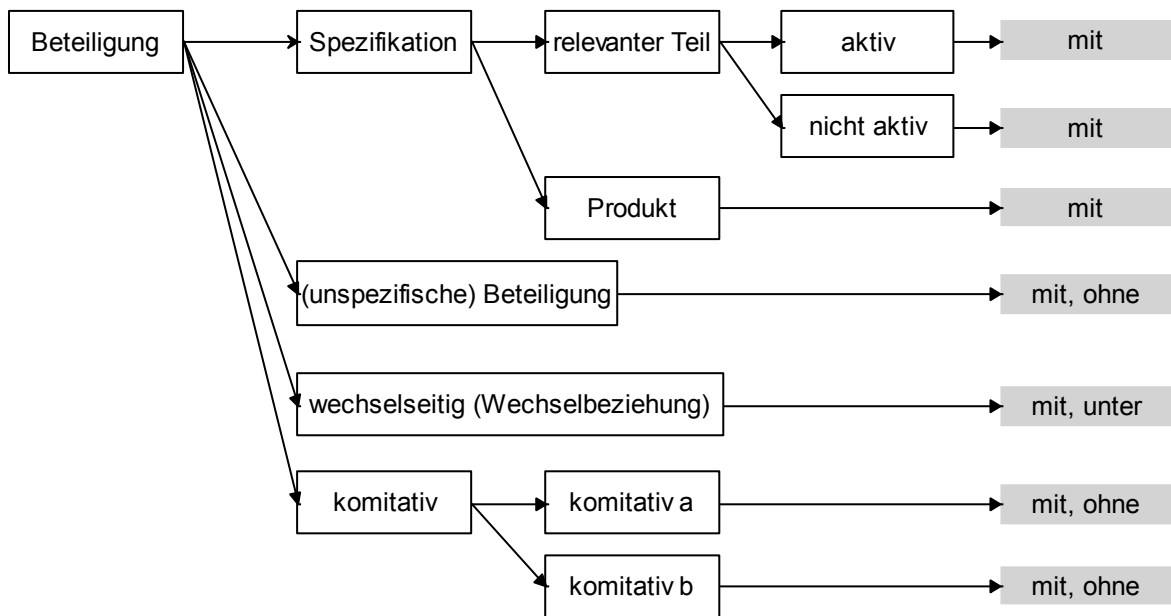 Beteiligung
Spezifikation
relevanter Teil
aktiv
mit
nicht aktiv
mit
Produkt
mit
(unspezifische) Beteiligung
mit, ohne
wechselseitig (Wechselbeziehung)
mit, unter
komitativ
komitativ a
mit, ohne
komitativ b
mit, ohne